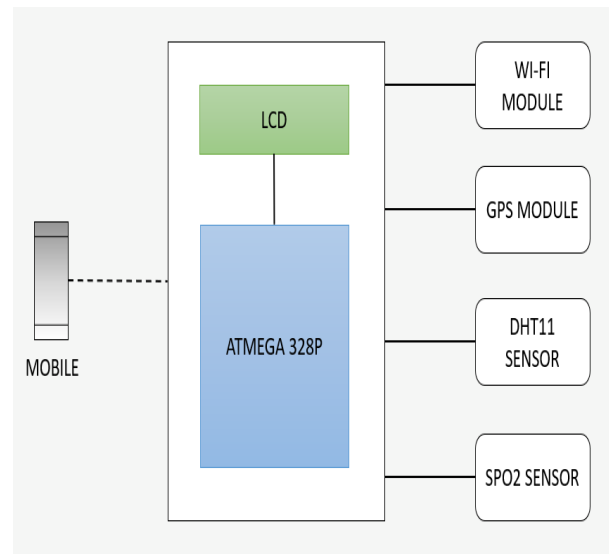 LCD
ATMEGA 328P
MOBILE
WI-FI
MODULE
GPS MODULE
DHT11
SENSOR
SPO2 SENSOR